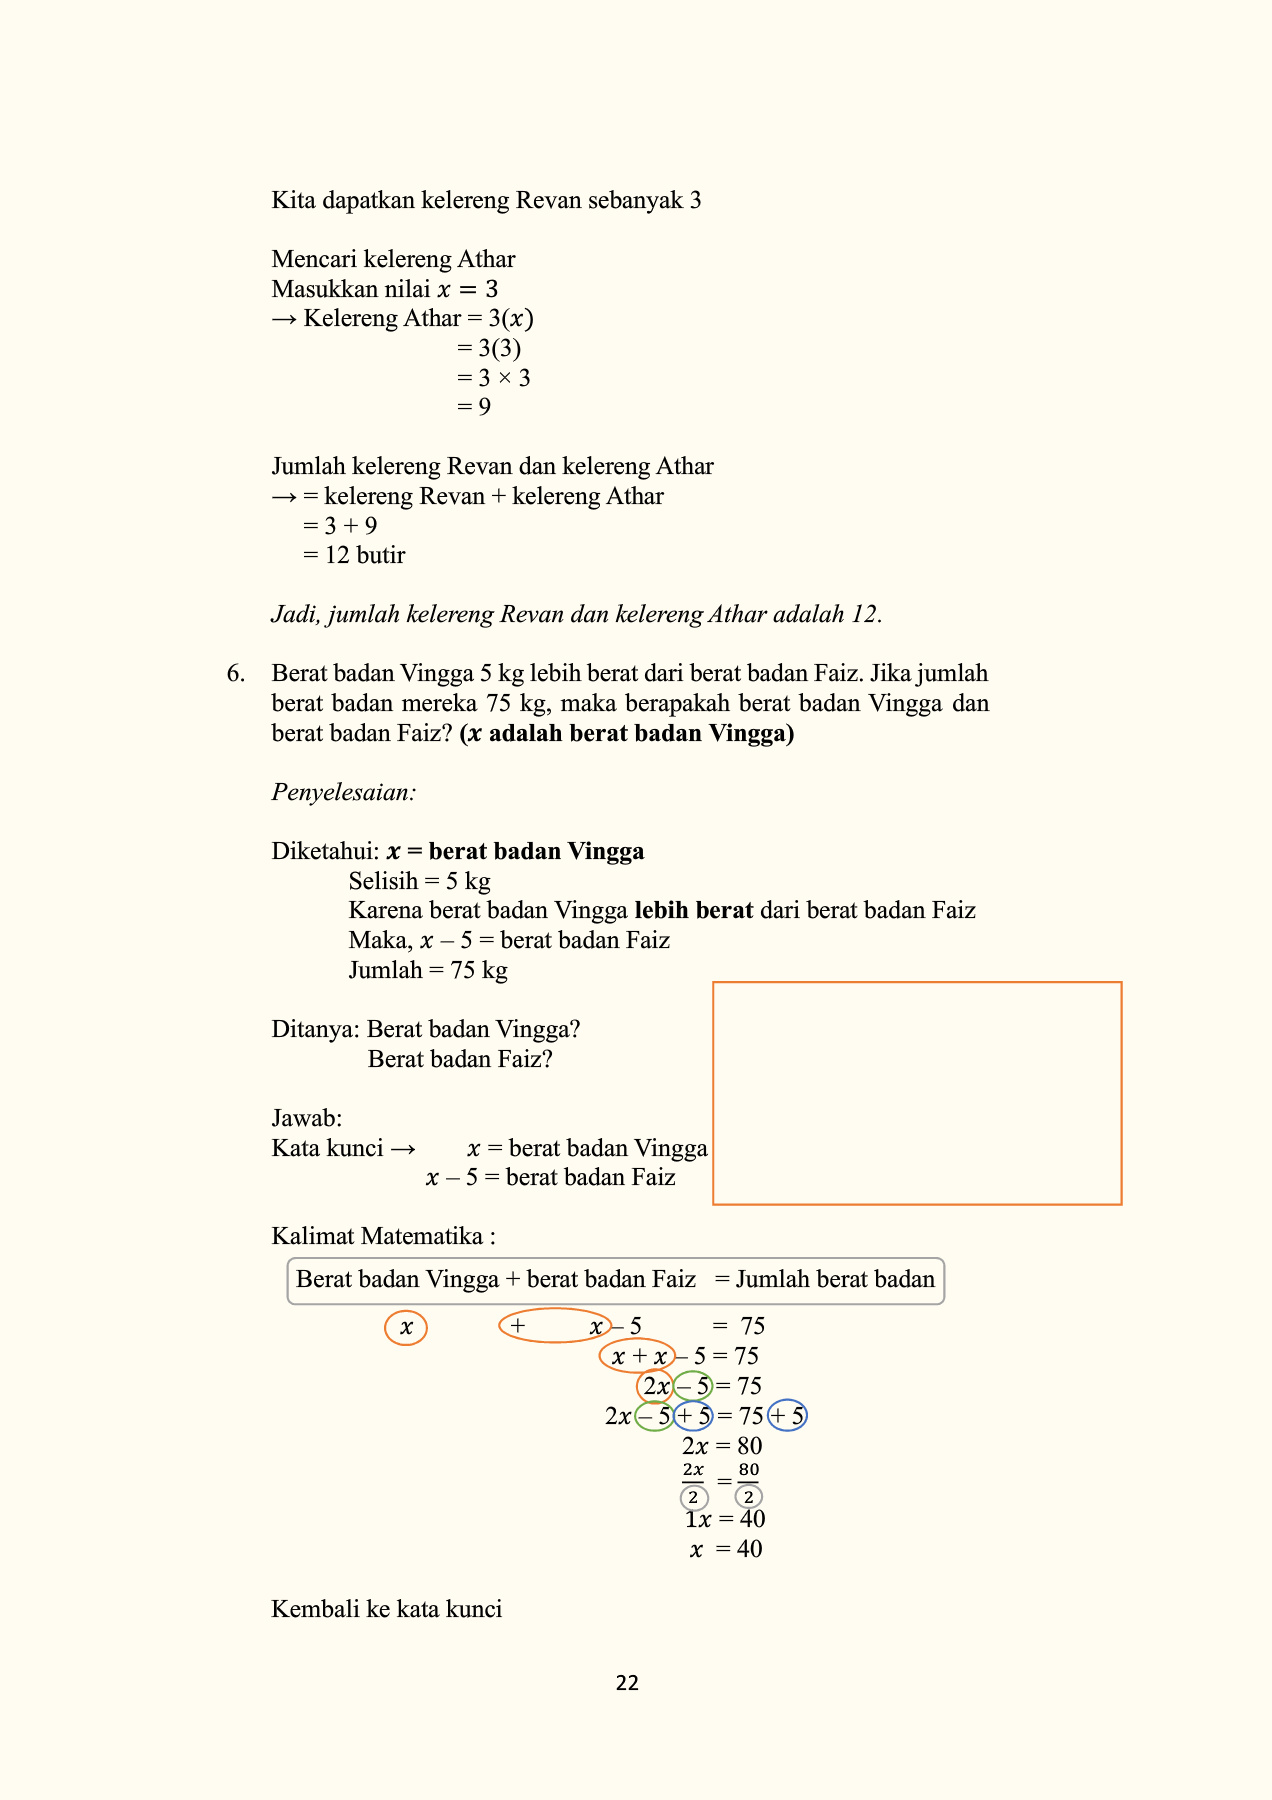 Kita dapatkan kelereng Revan sebanyak 3
Mencari kelereng Athar
Masukkan nilai x = 3
→ Kelereng Athar = 3(x)
= 3(3)
= 3 × 3
= 9
Jumlah kelereng Revan dan kelereng Athar
→ = kelereng Revan + kelereng Athar
= 3 + 9
= 12 butir
Jadi, jumlah kelereng Revan dan kelereng Athar adalah 12.
6. Berat badan Vingga 5 kg lebih berat dari berat badan Faiz. Jika jumlah
berat badan mereka 75 kg, maka berapakah berat badan Vingga dan
berat badan Faiz? (x adalah berat badan Vingga)
Penyelesaian:
Diketahui: x = berat badan Vingga
Selisih = 5 kg
Karena berat badan Vingga lebih berat dari berat badan Faiz
Maka, x – 5 = berat badan Faiz
Jumlah = 75 kg
Ditanya: Berat badan Vingga?
Berat badan Faiz?
Jawab:
Kata kunci → x = berat badan Vingga
x – 5 = berat badan Faiz
Kalimat Matematika :
Berat badan Vingga + berat badan Faiz = Jumlah berat badan
x + x – 5 = 75
x + x – 5 = 75
2x – 5 = 75
2x – 5 + 5 = 75 + 5
2x = 80
2x/2 = 80/2
1x = 40
x = 40
Kembali ke kata kunci
22